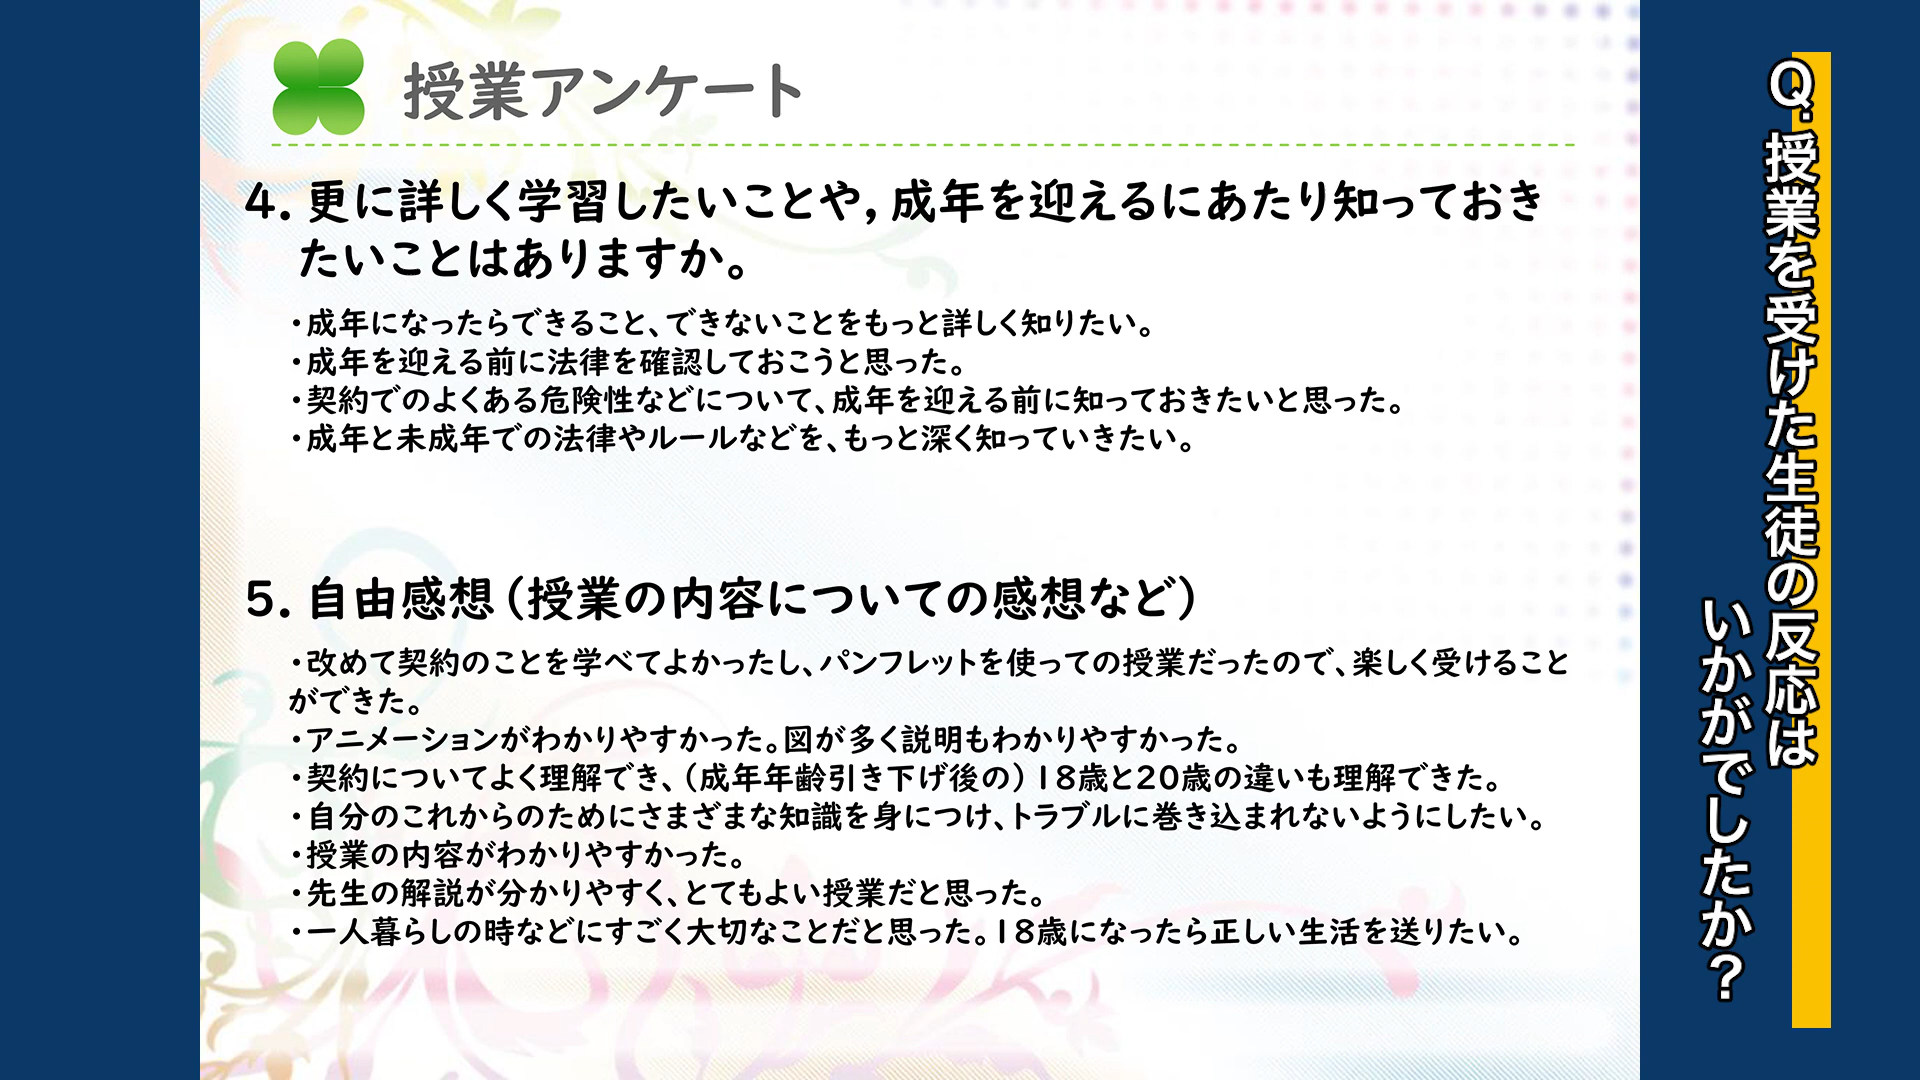 授業アンケート
4. 更に詳しく学習したいことや, 成年を迎えるにあたり知っておき
たいことはありますか。
・成年になったらできること、できないことをもっと詳しく知りたい。
・成年を迎える前に法律を確認しておこうと思った。
・契約でのよくある危険性などについて、成年を迎える前に知っておきたいと思った。
・成年と未成年での法律やルールなどを、もっと深く知っていきたい。
5. 自由感想（授業の内容についての感想など）
・改めて契約のことを学べてよかったし、パンフレットを使っての授業だったので、楽しく受けること
ができた。
・アニメーションがわかりやすかった。図が多く説明もわかりやすかった。
・契約についてよく理解でき、（成年年齢引き下げ後の）18歳と20歳の違いも理解できた。
・自分のこれからのためにさまざまな知識を身につけ、トラブルに巻き込まれないようにしたい。
・授業の内容がわかりやすかった。
・先生の解説が分かりやすく、とてもよい授業だと思った。
・一人暮らしの時などにすごく大切なことだと思った。18歳になったら正しい生活を送りたい。
Q.授業を受けた生徒の反応は
いかがでしたか？